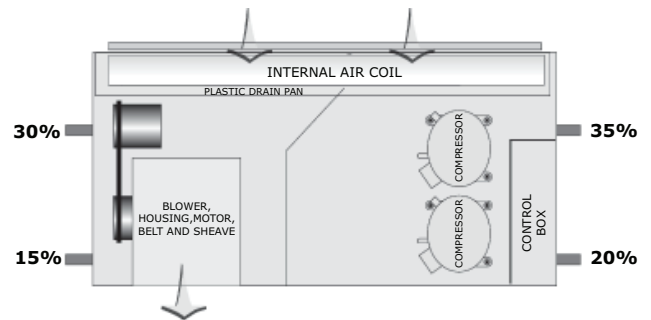 INTERNAL AIR COIL
PLASTIC DRAIN PAN
30%
35%
COMPRESSOR
BLOWER,
HOUSING,MOTOR,
BELT AND SHEAVE
COMPRESSOR
CONTROL
BOX
15%
20%